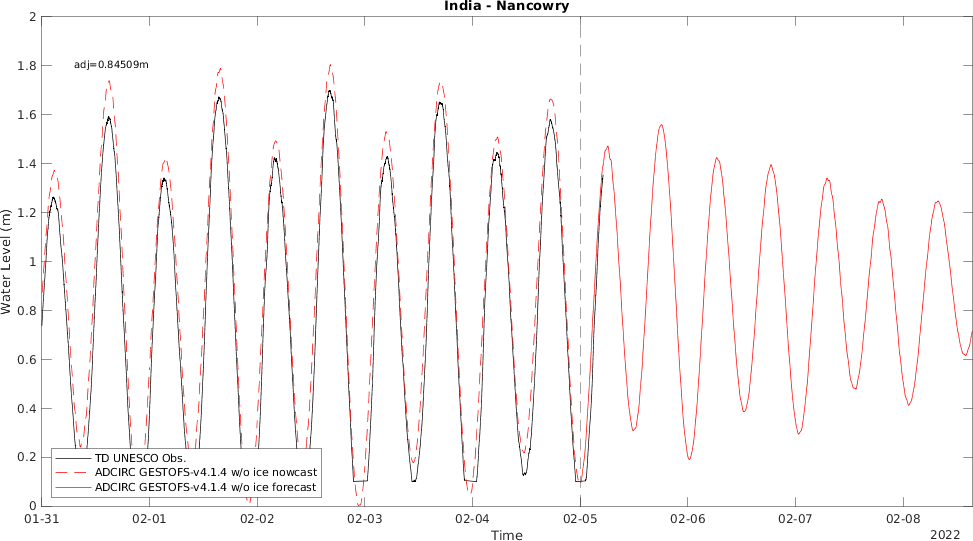 India - Nancowry
2
1.8
1.6
1.4
1.2
1
0.8
0.6
0.4
0.2
0
Water Level (m)
adj=0.84509m
TD UNESCO Obs.
ADCIRC GESTOFS-v4.1.4 w/o ice nowcast
ADCIRC GESTOFS-v4.1.4 w/o ice forecast
01-31 02-01 02-02 02-03 02-04 02-05 02-06 02-07 02-08
Time
2022